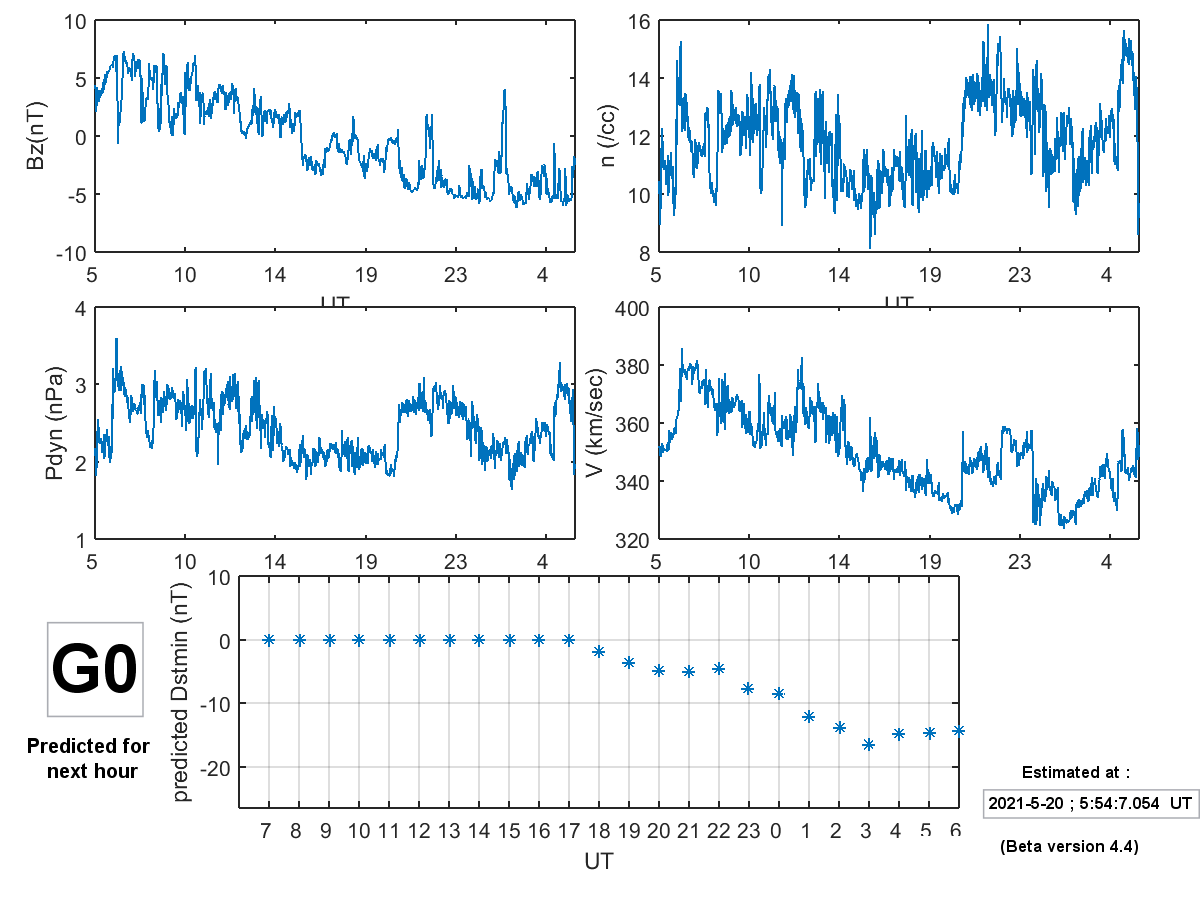 Bz(nT)
10
5
0
-5
-10
5 10 14 19 23 4
UT
n (/cc)
16
14
12
10
8
5 10 14 19 23 4
UT
Pdyn (nPa)
4
3
2
1
5 10 14 19 23 4
V (km/sec)
400
380
360
340
320
5 10 14 19 23 4
G0
Predicted for
next hour
predicted Dstmin (nT)
10
0
-10
-20
7 8 9 10 11 12 13 14 15 16 17 18 19 20 21 22 23 0 1 2 3 4 5 6
UT
Estimated at :
2021-5-20 ; 5:54:7.054 UT
(Beta version 4.4)